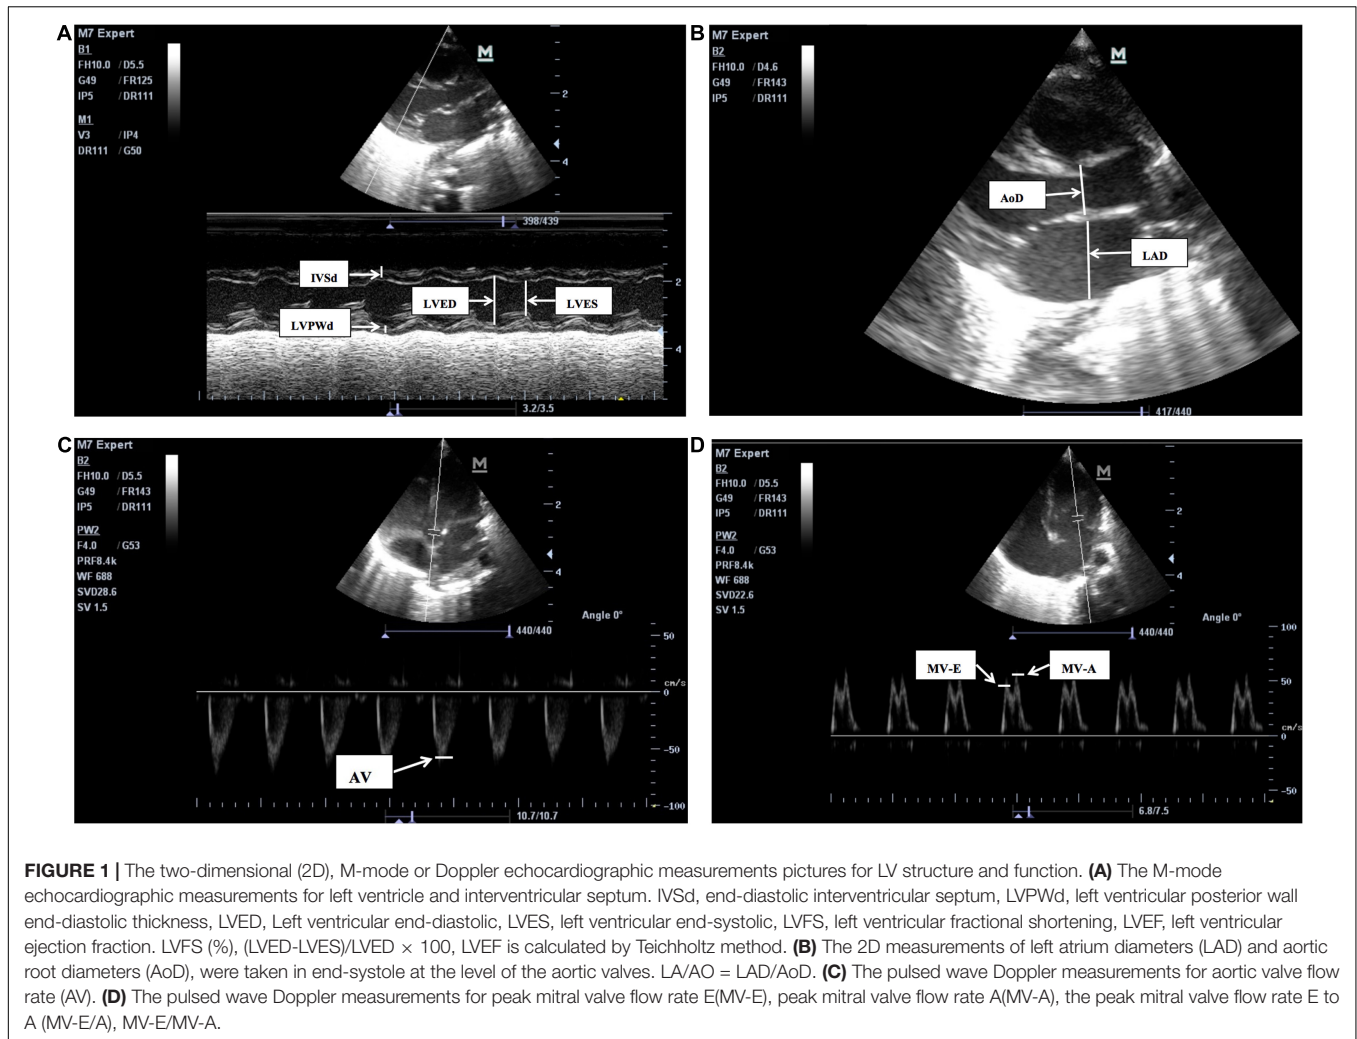 A
M7 Expert
B1
FH10.0 / D5.5
G49 / FR125
IP5 / DR111
M1
V3 / IP4
DR111 / G50
M
2
4
398/439
IVSd
LVED
LVES
LVPWd
2
4
3.2/3.5
B
M7 Expert
B2
FH10.0 / D4.6
G49 / FR143
IP5 / DR111
M
AoD
LAD
417/440
C
M7 Expert
B2
FH10.0 / D5.5
G49 / FR143
IP5 / DR111
PW2
F4.0 / G53
PRF8.4k
WF 688
SVD28.6
SV 1.5
M
2
4
Angle 0°
440/440
50
cm/s
0
-50
-100
AV
10.7/10.7
D
M7 Expert
B2
FH10.0 / D5.5
G49 / FR143
IP5 / DR111
PW2
F4.0 / G53
PRF8.4k
WF 688
SVD22.6
SV 1.5
M
2
4
Angle 0°
440/440
100
50
cm/s
0
-50
MV-E
MV-A
6.8/7.5
FIGURE 1 | The two-dimensional (2D), M-mode or Doppler echocardiographic measurements pictures for LV structure and function. (A) The M-mode
echocardiographic measurements for left ventricle and interventricular septum. IVSd, end-diastolic interventricular septum, LVPWd, left ventricular posterior wall
end-diastolic thickness, LVED, Left ventricular end-diastolic, LVES, left ventricular end-systolic, LVFS, left ventricular fractional shortening, LVEF, left ventricular
ejection fraction. LVFS (%), (LVED-LVES)/LVED × 100, LVEF is calculated by Teichholtz method. (B) The 2D measurements of left atrium diameters (LAD) and aortic
root diameters (AoD), were taken in end-systole at the level of the aortic valves. LA/AO = LAD/AoD. (C) The pulsed wave Doppler measurements for aortic valve flow
rate (AV). (D) The pulsed wave Doppler measurements for peak mitral valve flow rate E(MV-E), peak mitral valve flow rate A(MV-A), the peak mitral valve flow rate E to
A (MV-E/A), MV-E/MV-A.